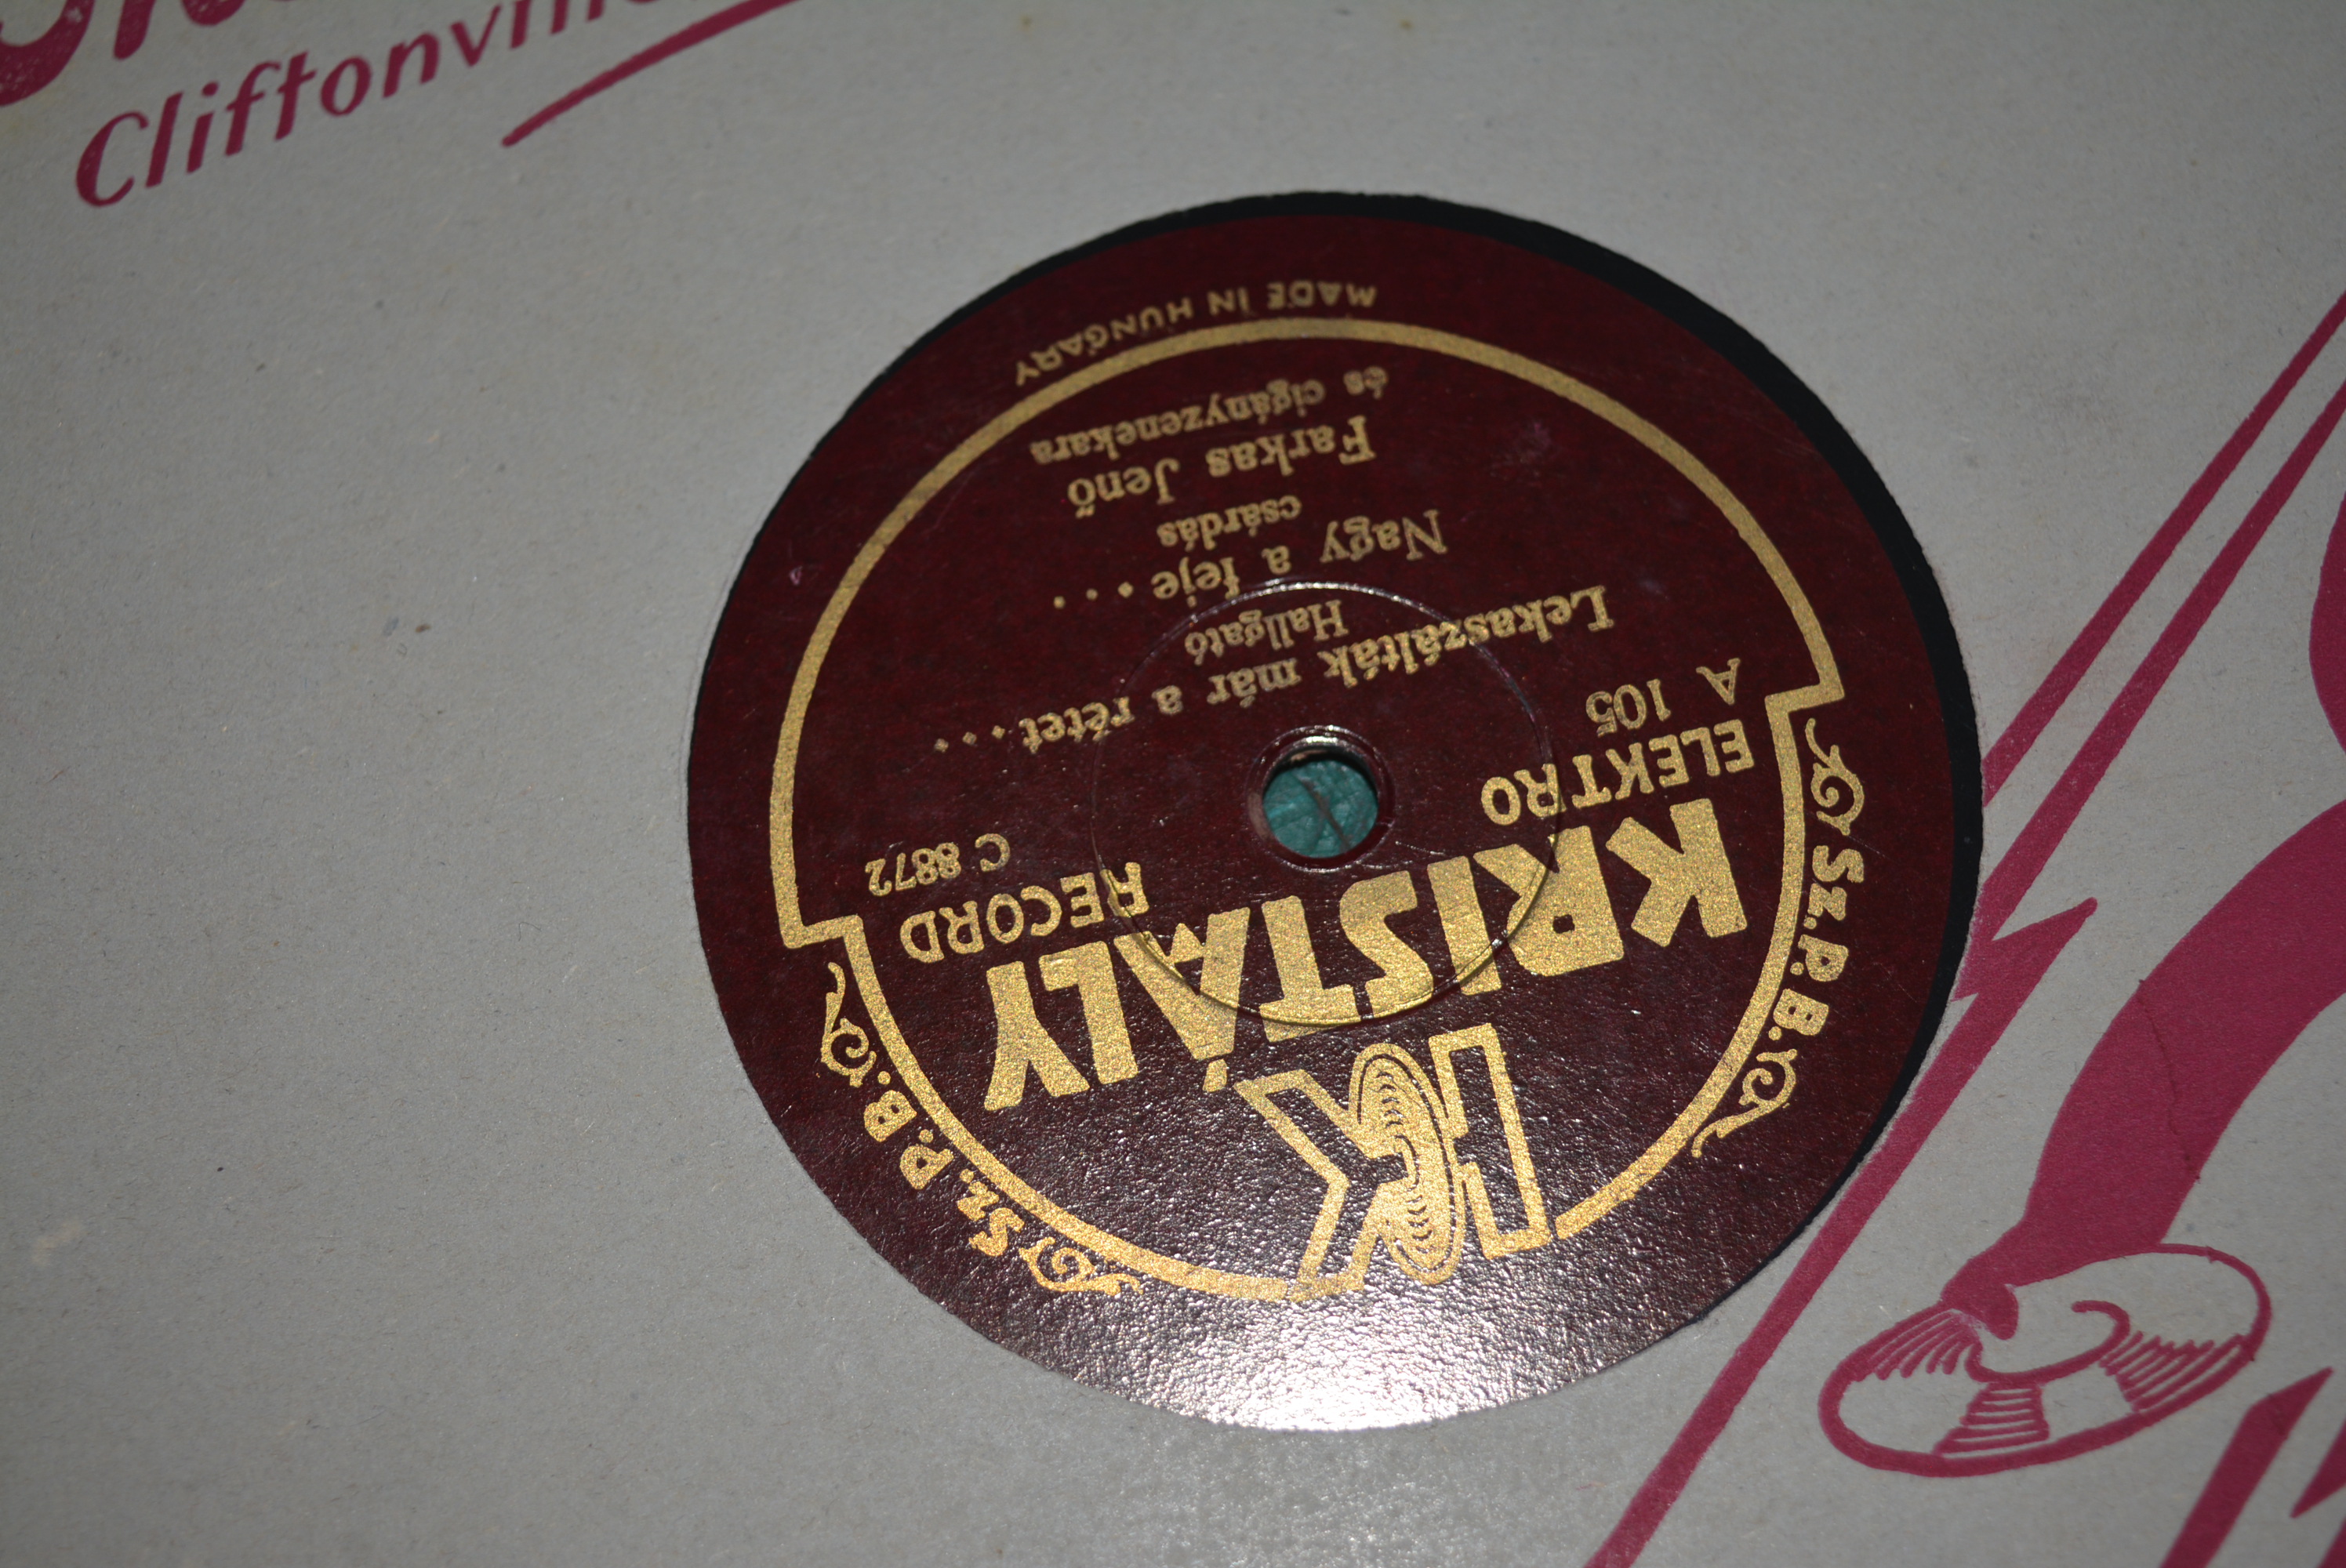 Cliftonville
Sz. P. B.
Sz. P. B.
KRISTÁLY
ELEKTRO
RECORD
A 105
C 8872
Lekaszálták már a rétet....
Hallgató
Nagy a feje....
csárdás
Farkas Jenő
és cigányzenekara
MADE IN HUNGARY